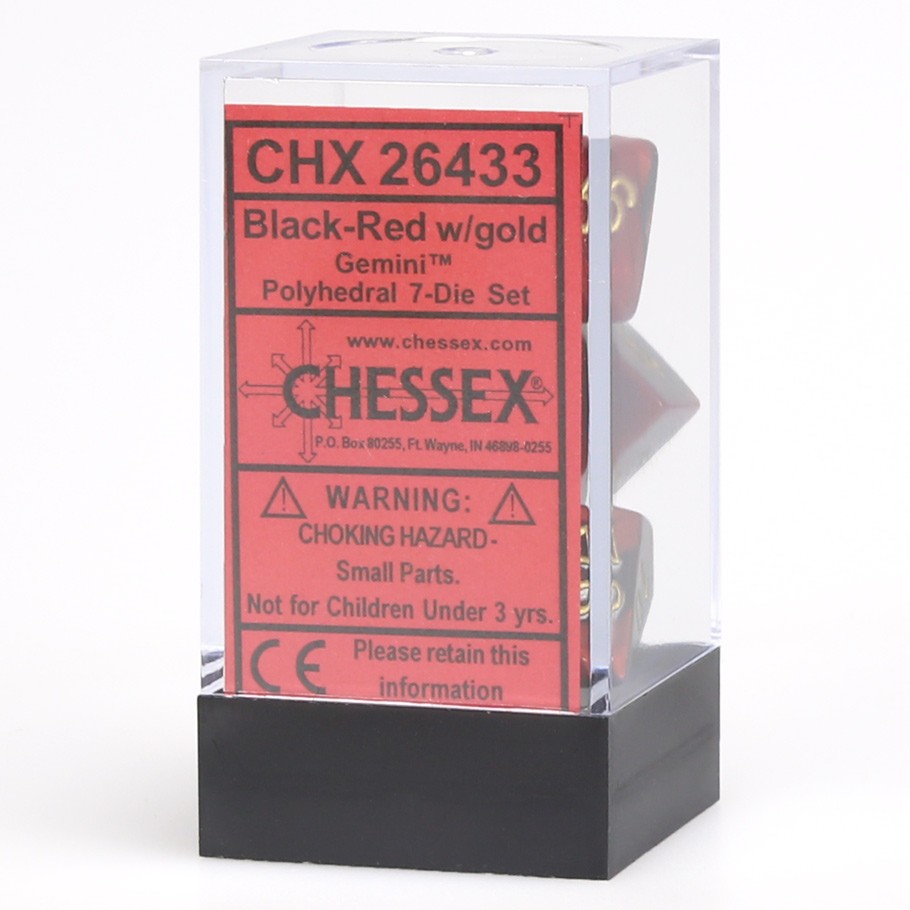 CHX 26433
Black-Red w/gold
Gemini™
Polyhedral 7-Die Set
www.chessex.com
CHESSEX®
P.O. Box 80255, Ft. Wayne, IN 46898-0255
WARNING:
CHOKING HAZARD-
Small Parts.
Not for Children Under 3 yrs.
CE
Please retain this
information